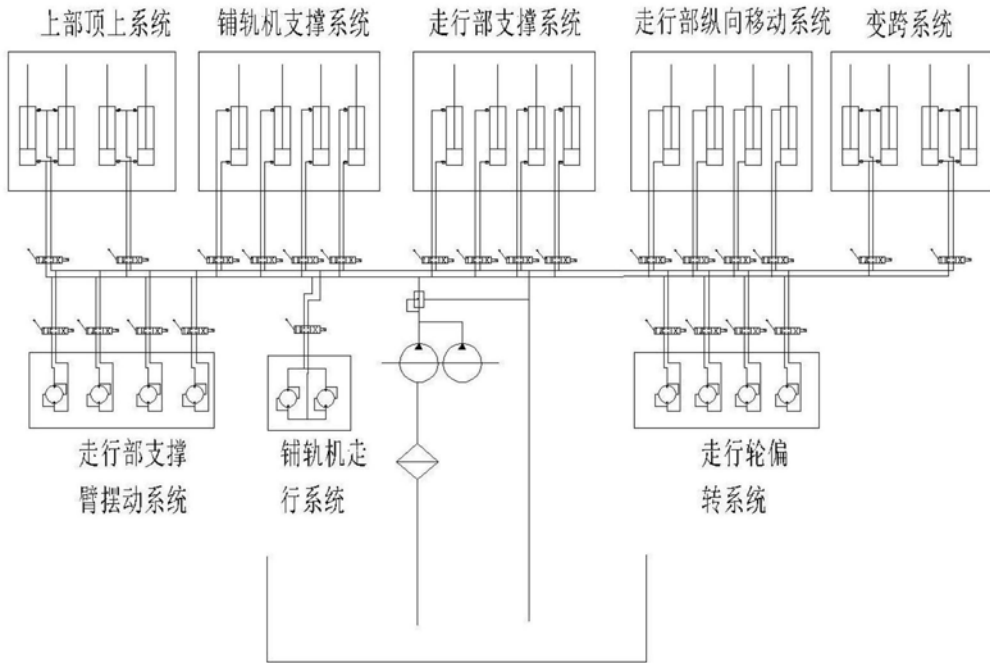 上部顶上系统
铺轨机支撑系统
走行部支撑系统
走行部纵向移动系统
变跨系统
走行部支撑
臂摆动系统
铺轨机走
行系统
走行轮偏
转系统